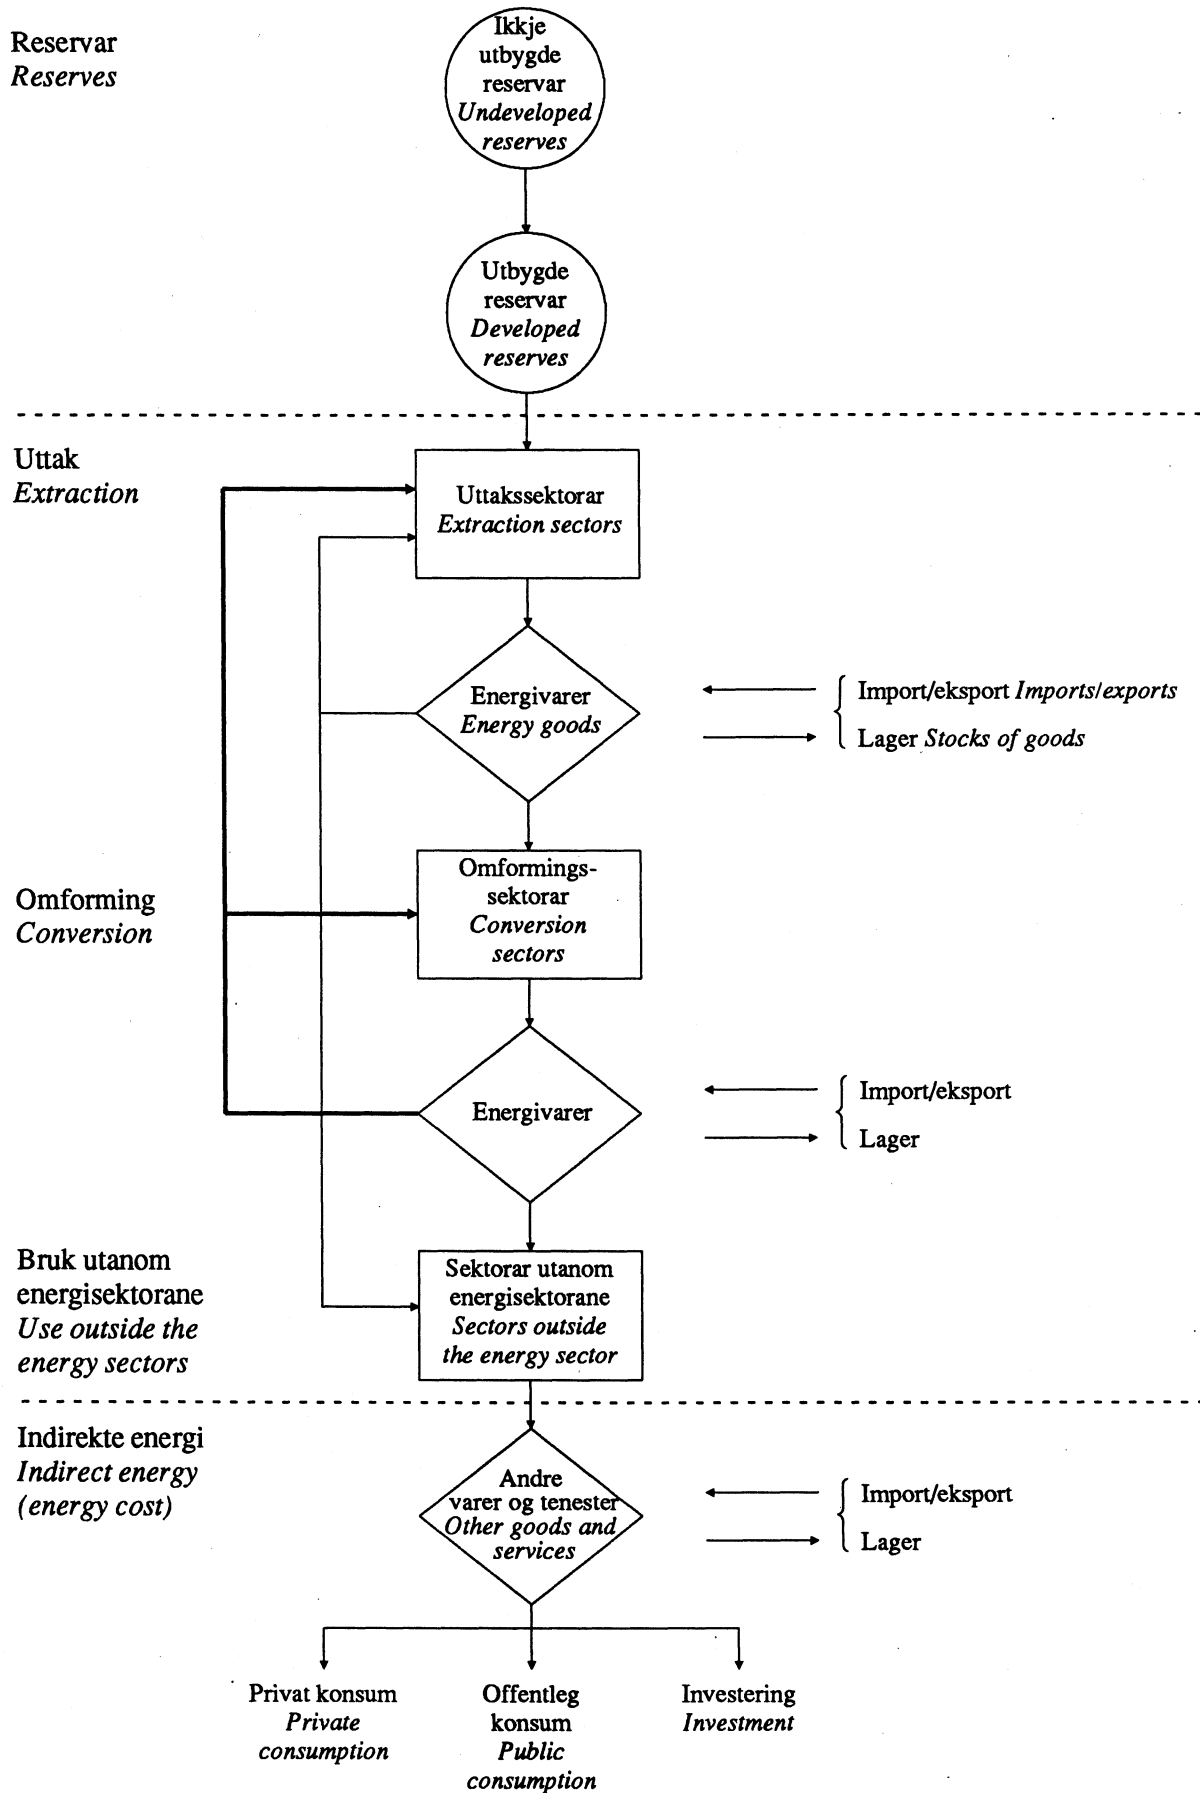 Reservar
Reserves
Ikkje
utbygde
reservar
Undeveloped
reserves
Utbygde
reservar
Developed
reserves
Uttak
Extraction
Uttakssektorar
Extraction sectors
Energivarer
Energy goods
Import/eksport Imports/exports
Lager Stocks of goods
Omforming
Conversion
Omformings-
sektorar
Conversion
sectors
Energivarer
Import/eksport
Lager
Bruk utanom
energisektorane
Use outside the
energy sectors
Sektorar utanom
energisektorane
Sectors outside
the energy sector
Indirekte energi
Indirect energy
(energy cost)
Andre
varer og tenester
Other goods and
services
Import/eksport
Lager
Privat konsum
Private
consumption
Offentleg
konsum
Public
consumption
Investering
Investment